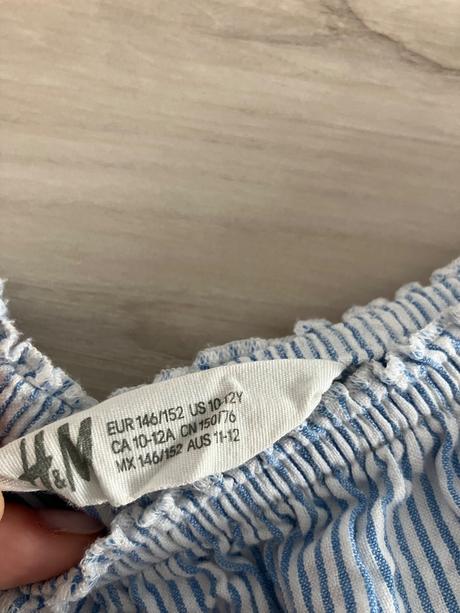 H&M
EUR 146/152 US 10-12Y
CA 10-12A CN 150/76
MX 146/152 AUS 11-12